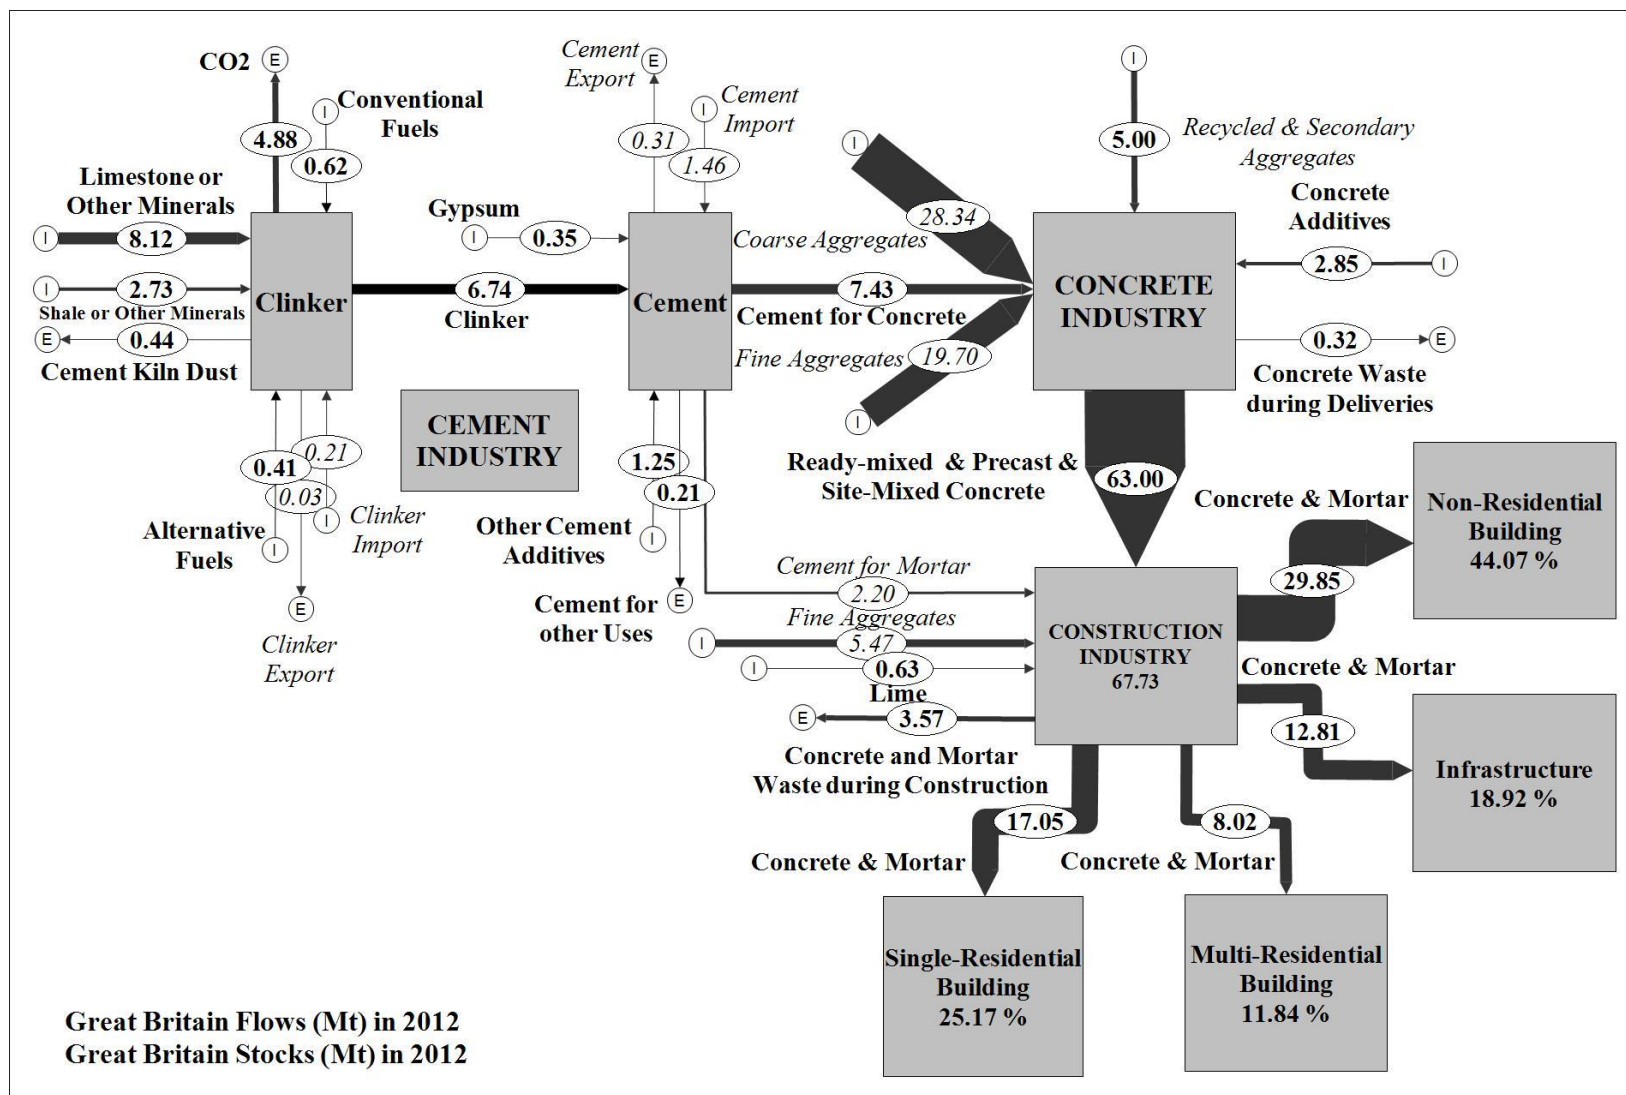 CO2
E
4.88
I
Conventional
Fuels
0.62
Limestone or
Other Minerals
I
8.12
I
2.73
Shale or Other Minerals
E
0.44
Cement Kiln Dust
Clinker
0.41
0.03
0.21
Alternative
Fuels
I
I
Clinker
Import
E
Clinker
Export
6.74
Clinker
CEMENT
INDUSTRY
Cement
Export
E
0.31
I
Cement
Import
1.46
Gypsum
I
0.35
Cement
1.25
0.21
Other Cement
Additives
I
Cement for
other Uses
E
I
28.34
Coarse Aggregates
7.43
Cement for Concrete
Fine Aggregates
19.70
I
I
5.00
Recycled & Secondary
Aggregates
Concrete
Additives
2.85
I
CONCRETE
INDUSTRY
0.32
E
Concrete Waste
during Deliveries
Ready-mixed & Precast &
Site-Mixed Concrete
63.00
Cement for Mortar
2.20
Fine Aggregates
I
5.47
I
0.63
Lime
E
3.57
Concrete and Mortar
Waste during Construction
CONSTRUCTION
INDUSTRY
67.73
Concrete & Mortar
29.85
Non-Residential
Building
44.07 %
Concrete & Mortar
12.81
Infrastructure
18.92 %
17.05
Concrete & Mortar
Single-Residential
Building
25.17 %
8.02
Concrete & Mortar
Multi-Residential
Building
11.84 %
Great Britain Flows (Mt) in 2012
Great Britain Stocks (Mt) in 2012